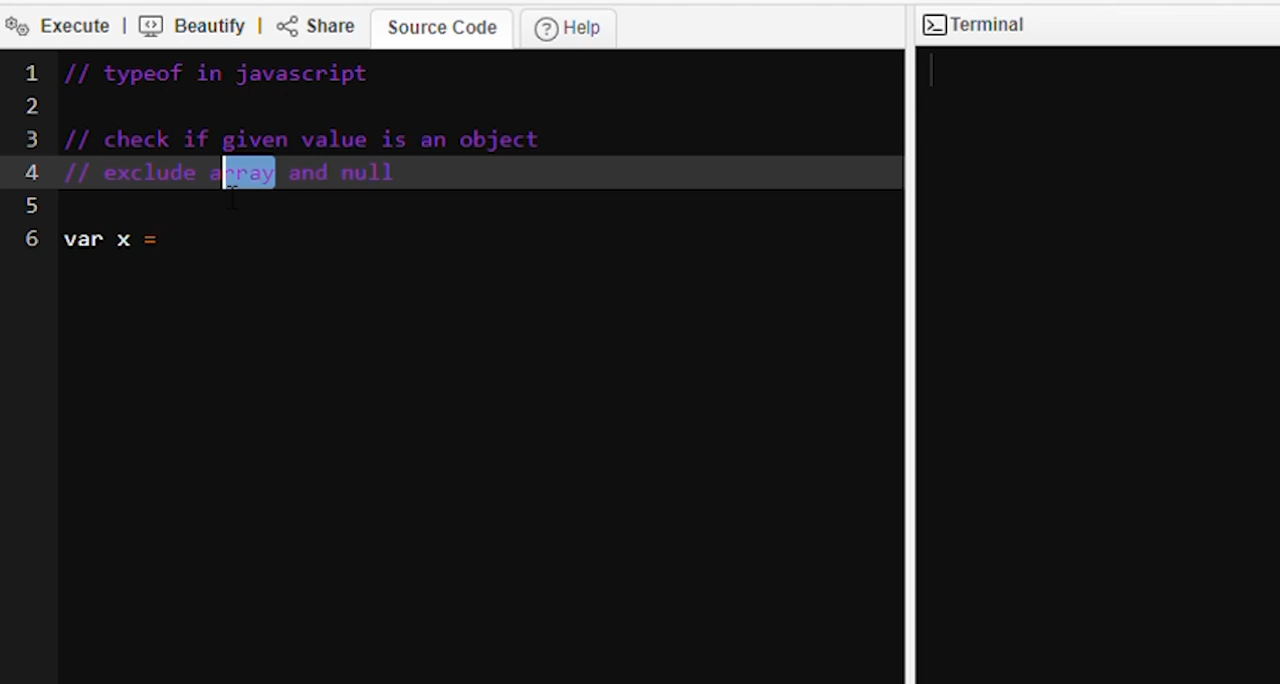 Execute | Beautify | Share Source Code Help
Terminal
1 // typeof in javascript
2
3 // check if given value is an object
4 // exclude array and null
5
6 var x =